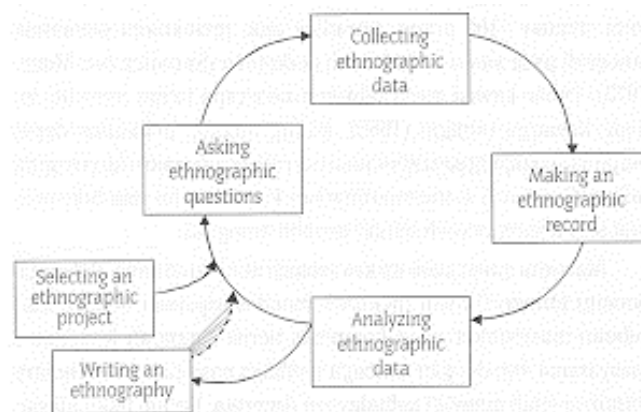 Collecting
ethnographic
data
Asking
ethnographic
questions
Making an
ethnographic
record
Selecting an
ethnographic
project
Analyzing
ethnographic
data
Writing an
ethnography